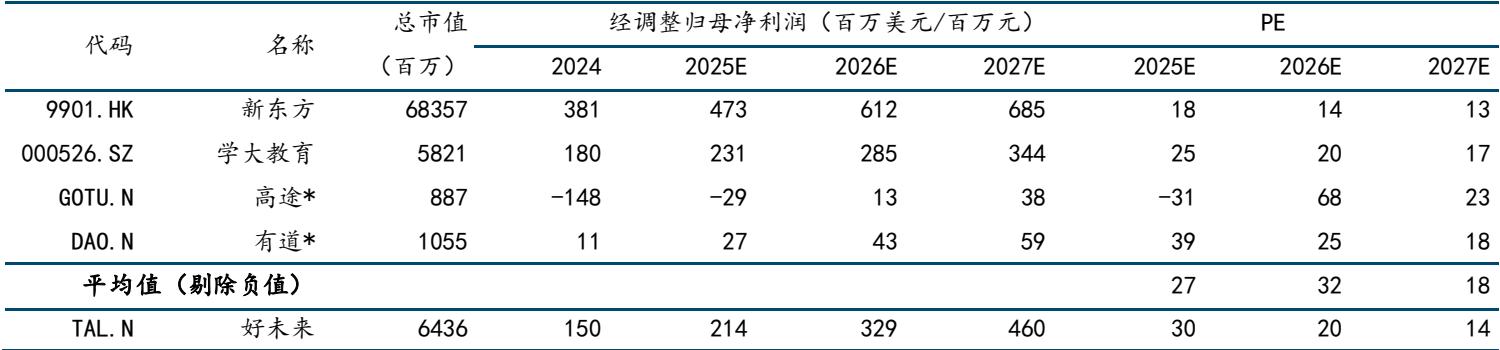 代码 名称 总市值（百万） 经调整归母净利润（百万美元/百万元） PE
2024 2025E 2026E 2027E 2025E 2026E 2027E
9901.HK 新东方 68357 381 473 612 685 18 14 13
000526.SZ 学大教育 5821 180 231 285 344 25 20 17
GOTU.N 高途* 887 -148 -29 13 38 -31 68 23
DAO.N 有道* 1055 11 27 43 59 39 25 18
平均值（剔除负值） 27 32 18
TAL.N 好未来 6436 150 214 329 460 30 20 14